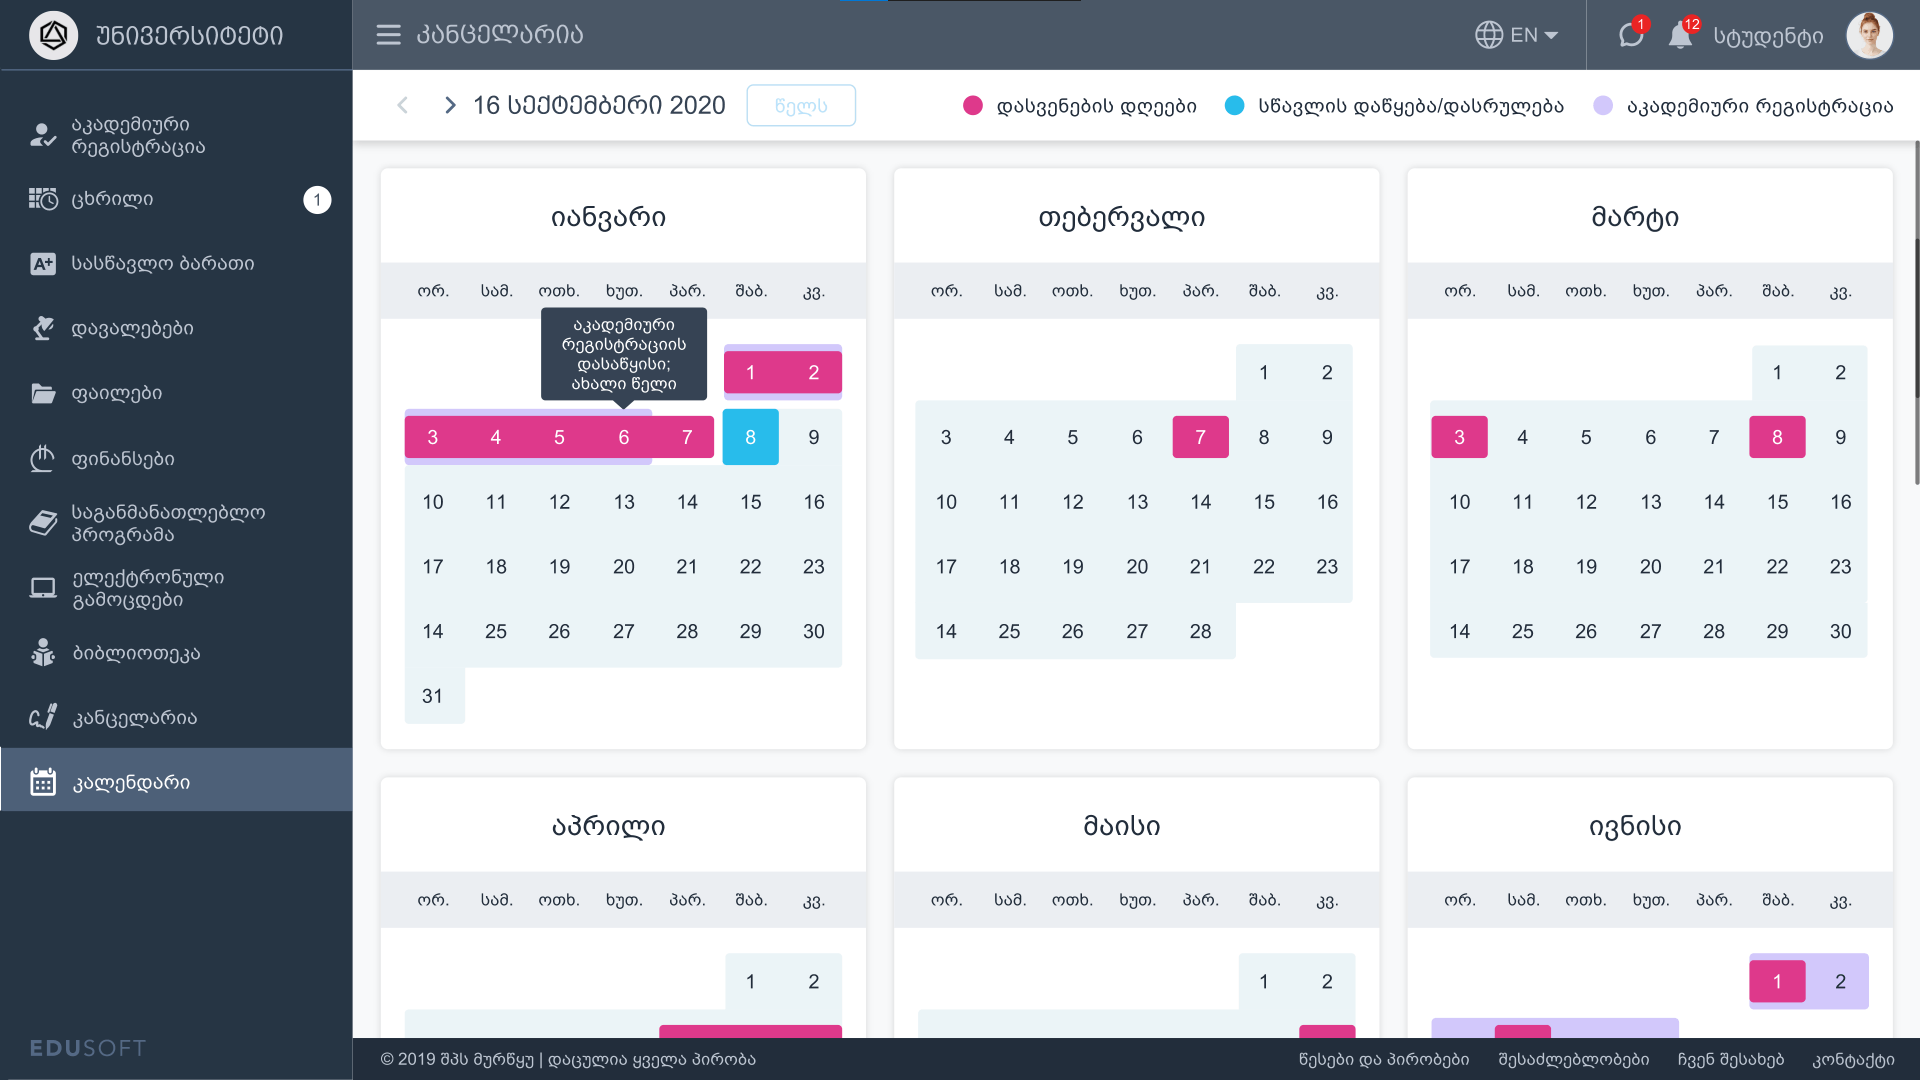 უნივერსიტეტი
კანცელარია
EN
1
12
სტუდენტი
16 სექტემბერი 2020
წელს
დასვენების დღეები
სწავლის დაწყება/დასრულება
აკადემიური რეგისტრაცია
აკადემიური
რეგისტრაცია
ცხრილი
1
სასწავლო ბარათი
დავალებები
ფაილები
ფინანსები
საგანმანათლებლო
პროგრამა
ელექტრონული
გამოცდები
ბიბლიოთეკა
კანცელარია
კალენდარი
EDUSOFT
იანვარი
ორ. სამ. ოთხ. ხუთ. პარ. შაბ. კვ.
აკადემიური
რეგისტრაციის
დასაწყისი;
ახალი წელი
1 2
3 4 5 6 7 8 9
10 11 12 13 14 15 16
17 18 19 20 21 22 23
14 25 26 27 28 29 30
31
თებერვალი
ორ. სამ. ოთხ. ხუთ. პარ. შაბ. კვ.
1 2
3 4 5 6 7 8 9
10 11 12 13 14 15 16
17 18 19 20 21 22 23
14 25 26 27 28
მარტი
ორ. სამ. ოთხ. ხუთ. პარ. შაბ. კვ.
1 2
3 4 5 6 7 8 9
10 11 12 13 14 15 16
17 18 19 20 21 22 23
14 25 26 27 28 29 30
აპრილი
ორ. სამ. ოთხ. ხუთ. პარ. შაბ. კვ.
1 2
მაისი
ორ. სამ. ოთხ. ხუთ. პარ. შაბ. კვ.
1 2
ივნისი
ორ. სამ. ოთხ. ხუთ. პარ. შაბ. კვ.
1 2
© 2019 შპს მურწყუ | დაცულია ყველა პირობა
წესები და პირობები
შესაძლებლობები
ჩვენ შესახებ
კონტაქტი